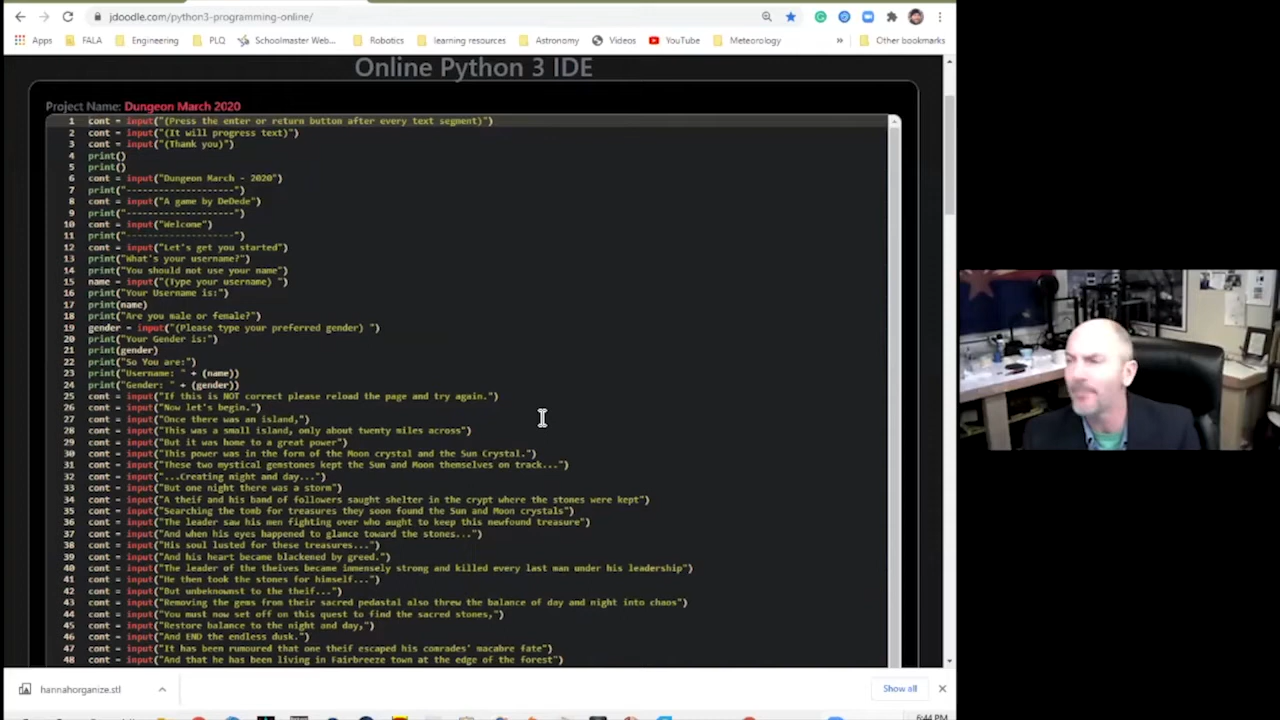 jdoodle.com/python3-programming-online/
Apps FALA Engineering PLQ Schoolmaster Web... Robotics learning resources Astronomy Videos YouTube Meteorology » Other bookmarks
Online Python 3 IDE
Project Name: Dungeon March 2020
1 cont = input("(Press the enter or return button after every text segment)")
2 cont = input("(It will progress text)")
3 cont = input("(Thank you)")
4 print()
5 print()
6 cont = input("Dungeon March - 2020")
7 print("--------------------")
8 cont = input("A game by DeDede")
9 print("--------------------")
10 cont = input("Welcome")
11 print("--------------------")
12 cont = input("Let's get you started")
13 print("What's your username?")
14 print("You should not use your name")
15 name = input("(Type your username) ")
16 print("Your Username is:")
17 print(name)
18 print("Are you male or female?")
19 gender = input("(Please type your preferred gender) ")
20 print("Your Gender is:")
21 print(gender)
22 print("So You are:")
23 print("Username: " + (name))
24 print("Gender: " + (gender))
25 cont = input("If this is NOT correct please reload the page and try again.")
26 cont = input("Now let's begin.")
27 cont = input("Once there was an island,")
28 cont = input("This was a small island, only about twenty miles across")
29 cont = input("But it was home to a great power")
30 cont = input("This power was in the form of the Moon crystal and the Sun Crystal.")
31 cont = input("These two mystical gemstones kept the Sun and Moon themselves on track...")
32 cont = input("...Creating night and day...")
33 cont = input("But one night there was a storm")
34 cont = input("A theif and his band of followers saught shelter in the crypt where the stones were kept")
35 cont = input("Searching the tomb for treasures they soon found the Sun and Moon crystals")
36 cont = input("The leader saw his men fighting over who aught to keep this newfound treasure")
37 cont = input("And when his eyes happened to glance toward the stones...")
38 cont = input("His soul lusted for these treasures...")
39 cont = input("And his heart became blackened by greed.")
40 cont = input("The leader of the theives became immensely strong and killed every last man under his leadership")
41 cont = input("He then took the stones for himself...")
42 cont = input("But unbeknownst to the theif...")
43 cont = input("Removing the gems from their sacred pedastal also threw the balance of day and night into chaos")
44 cont = input("You must now set off on this quest to find the sacred stones,")
45 cont = input("Restore balance to the night and day,")
46 cont = input("And END the endless dusk.")
47 cont = input("It has been rumoured that one theif escaped his comrades' macabre fate")
48 cont = input("And that he has been living in Fairbreeze town at the edge of the forest")
hannahorganize.stl
Show all
6:44 PM